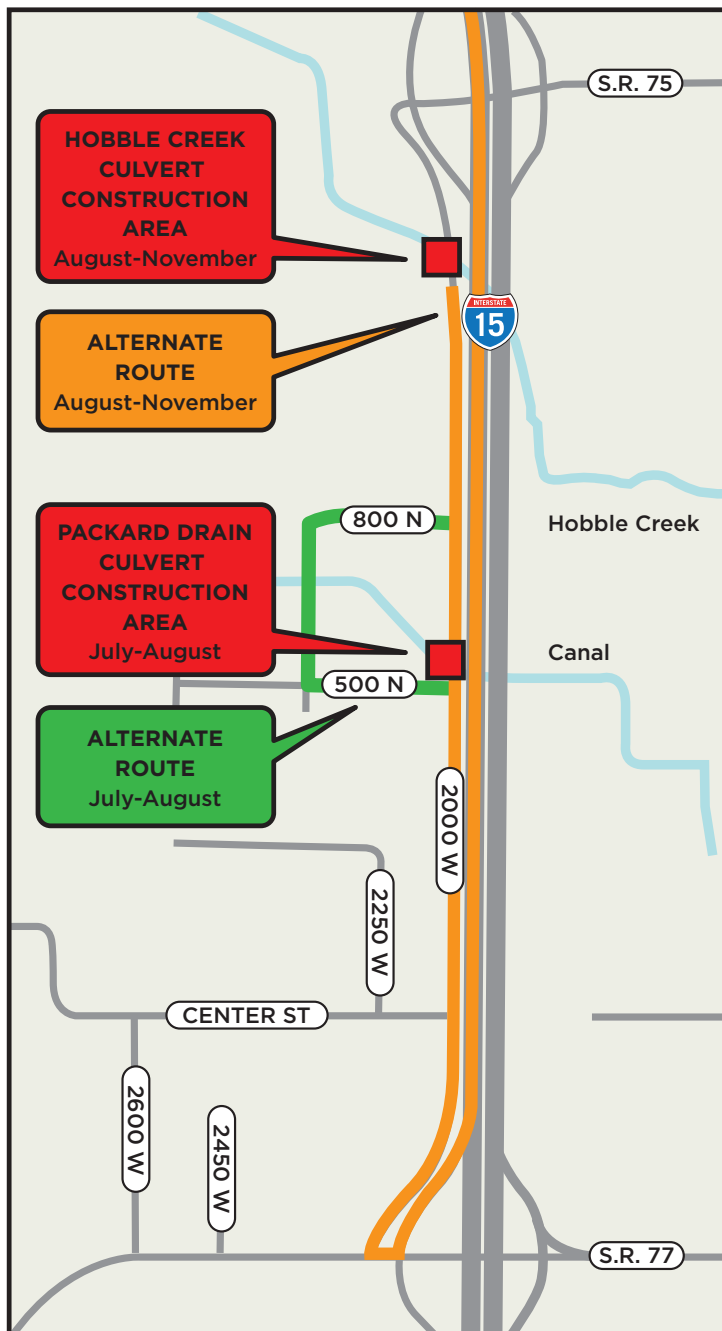 S.R. 75
HOBBLE CREEK
CULVERT
CONSTRUCTION
AREA
August-November
INTERSTATE
15
ALTERNATE
ROUTE
August-November
800 N
Hobble Creek
PACKARD DRAIN
CULVERT
CONSTRUCTION
AREA
July-August
Canal
500 N
ALTERNATE
ROUTE
July-August
2000 W
2250 W
CENTER ST
2600 W
2450 W
S.R. 77